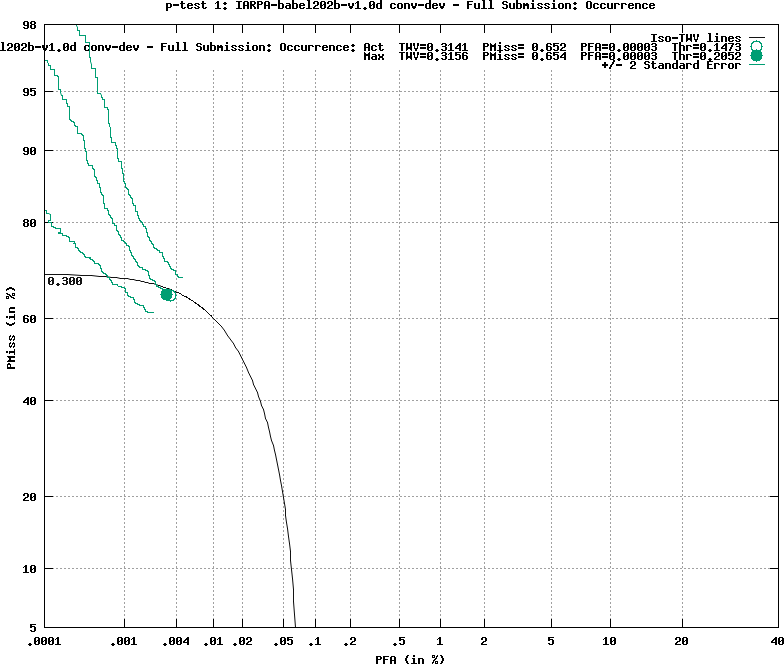 p-test 1: IARPA-babel202b-v1.0d conv-dev - Full Submission: Occurrence
Iso-TWV lines
l202b-v1.0d conv-dev - Full Submission: Occurrence: Act TWV=0.3141 PMiss= 0.652 PFA=0.00003 Thr=0.1473
Max TWV=0.3156 PMiss= 0.654 PFA=0.00003 Thr=0.2052
+/- 2 Standard Error
98
95
90
80
60
40
20
10
5
0.300
PMiss (in %)
.0001 .001 .004 .01 .02 .05 .1 .2 .5 1 2 5 10 20 40
PFA (in %)